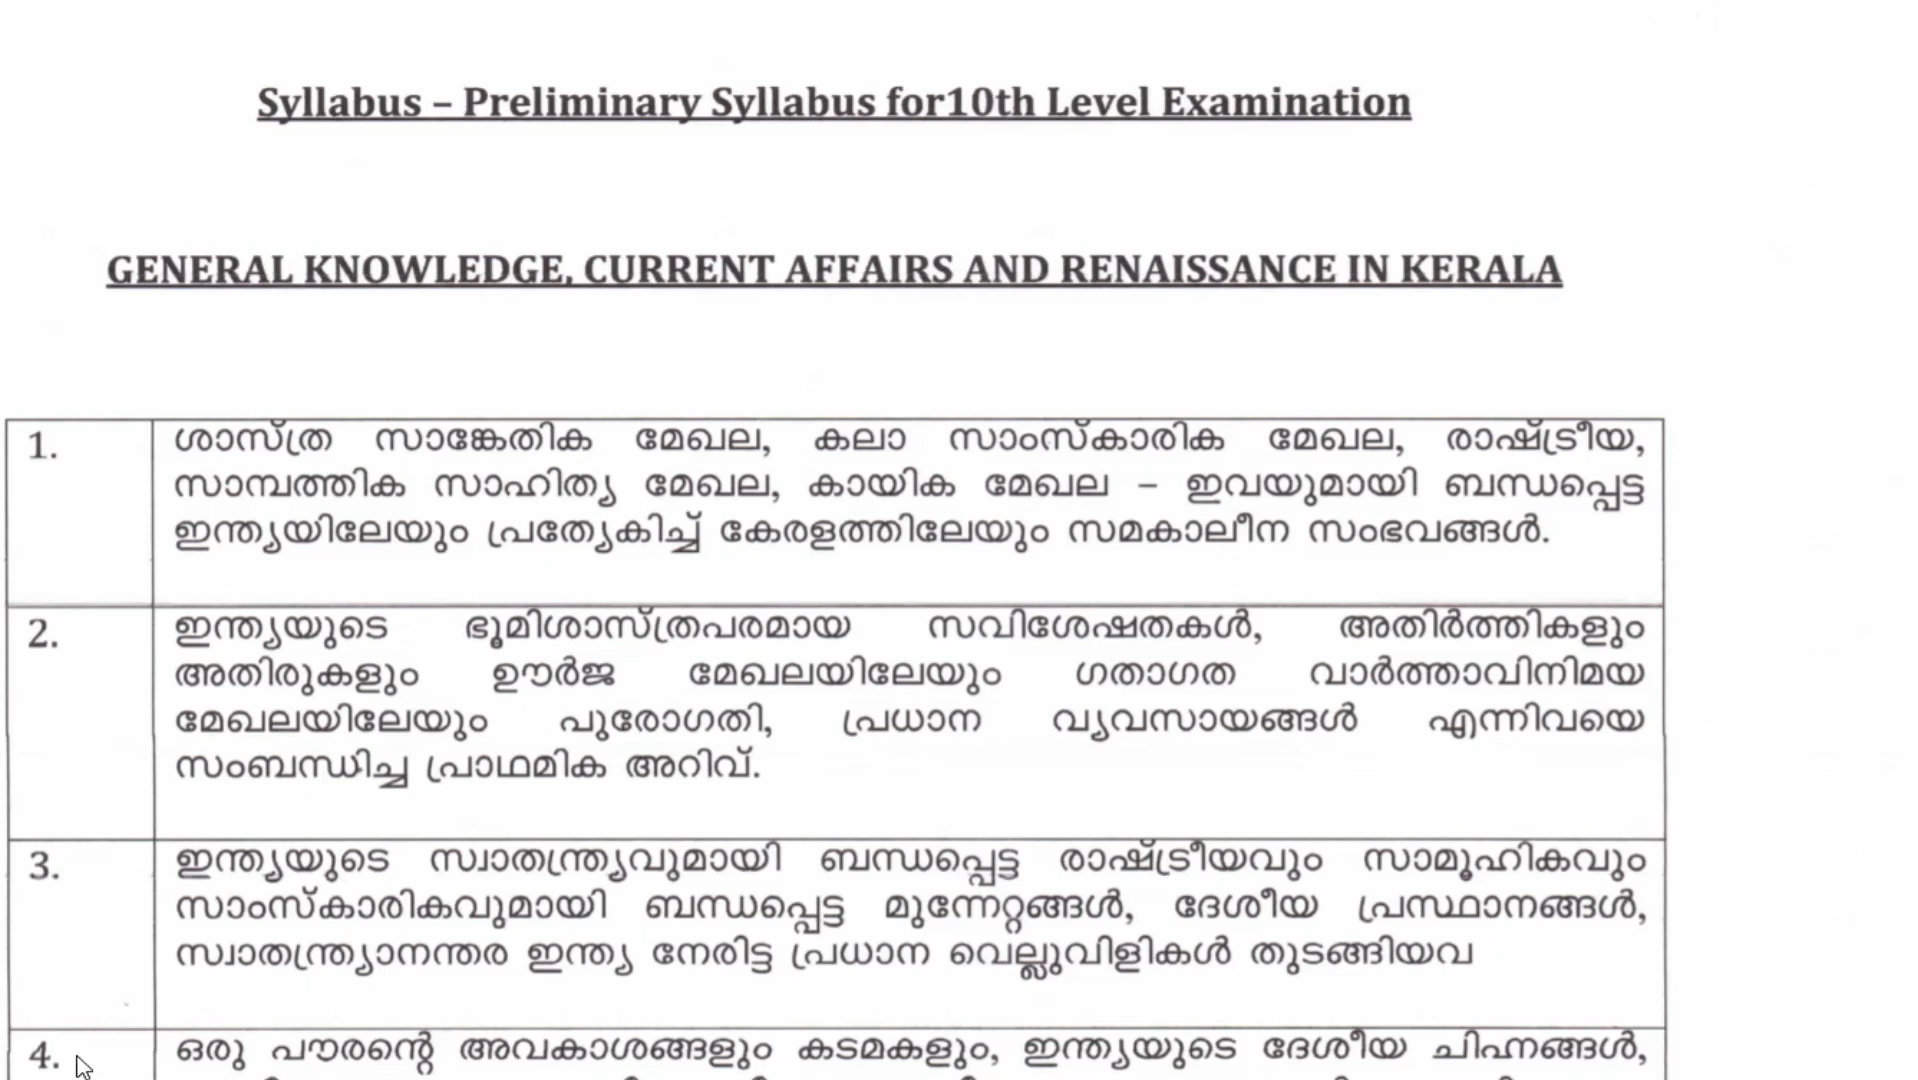 Syllabus – Preliminary Syllabus for10th Level Examination
GENERAL KNOWLEDGE, CURRENT AFFAIRS AND RENAISSANCE IN KERALA
1. ശാസ്ത്ര സാങ്കേതിക മേഖല, കലാ സാംസ്കാരിക മേഖല, രാഷ്ട്രീയ,
സാമ്പത്തിക സാഹിത്യ മേഖല, കായിക മേഖല – ഇവയുമായി ബന്ധപ്പെട്ട
ഇന്ത്യയിലേയും പ്രത്യേകിച്ച് കേരളത്തിലേയും സമകാലീന സംഭവങ്ങൾ.
2. ഇന്ത്യയുടെ ഭൂമിശാസ്ത്രപരമായ സവിശേഷതകൾ, അതിർത്തികളും
അതിരുകളും ഊർജ മേഖലയിലേയും ഗതാഗത വാർത്താവിനിമയ
മേഖലയിലേയും പുരോഗതി, പ്രധാന വ്യവസായങ്ങൾ എന്നിവയെ
സംബന്ധിച്ച പ്രാഥമിക അറിവ്.
3. ഇന്ത്യയുടെ സ്വാതന്ത്ര്യവുമായി ബന്ധപ്പെട്ട രാഷ്ട്രീയവും സാമൂഹികവും
സാംസ്കാരികവുമായി ബന്ധപ്പെട്ട മുന്നേറ്റങ്ങൾ, ദേശീയ പ്രസ്ഥാനങ്ങൾ,
സ്വാതന്ത്ര്യാനന്തര ഇന്ത്യ നേരിട്ട പ്രധാന വെല്ലുവിളികൾ തുടങ്ങിയവ
4. ഒരു പൗരന്റെ അവകാശങ്ങളും കടമകളും, ഇന്ത്യയുടെ ദേശീയ ചിഹ്നങ്ങൾ,